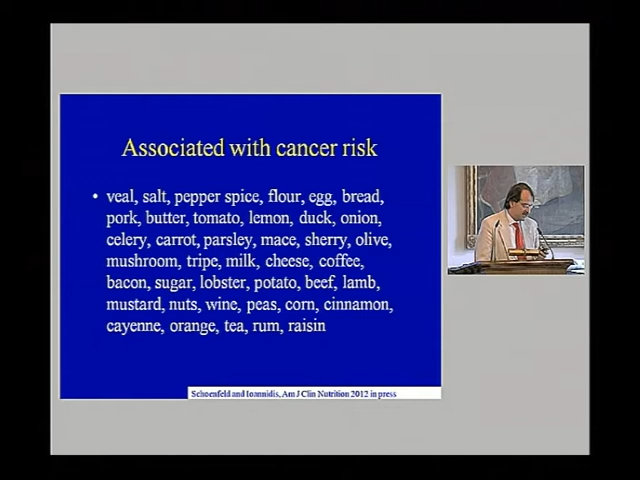 Associated with cancer risk
• veal, salt, pepper spice, flour, egg, bread,
pork, butter, tomato, lemon, duck, onion,
celery, carrot, parsley, mace, sherry, olive,
mushroom, tripe, milk, cheese, coffee,
bacon, sugar, lobster, potato, beef, lamb,
mustard, nuts, wine, peas, corn, cinnamon,
cayenne, orange, tea, rum, raisin
Schoenfeld and Ioannidis, Am J Clin Nutrition 2012 in press